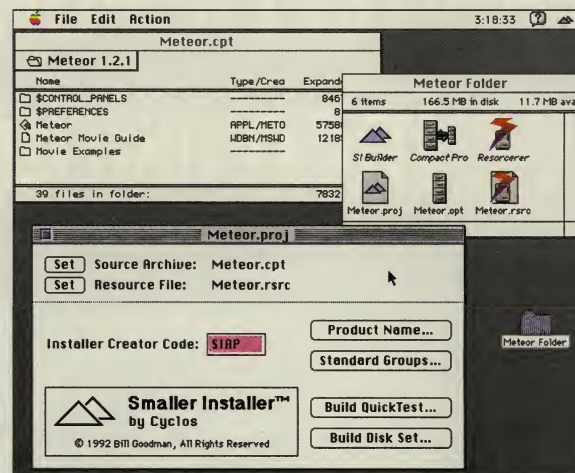 File Edit Action 3:18:33
Meteor.cpt
Meteor 1.2.1
Name Type/Crea Expand
$CONTROL_PANELS ---------- 846
$PREFERENCES ---------- 8
Meteor APPL/METO 5758
Meteor Movie Guide WDBN/MSWD 1218
Movie Examples ----------
39 files in folder: 7832
Meteor Folder
6 items 166.5 MB in disk 11.7 MB ava
SI Builder Compact Pro Resorcerer
Meteor.proj Meteor.cpt Meteor.rsrc
Meteor.proj
Set Source Archive: Meteor.cpt
Set Resource File: Meteor.rsrc
Installer Creator Code: SIAP
Product Name...
Standard Groups...
Meteor Folder
Smaller Installer™
by Cyclos
© 1992 Bill Goodman, All Rights Reserved
Build QuickTest...
Build Disk Set...